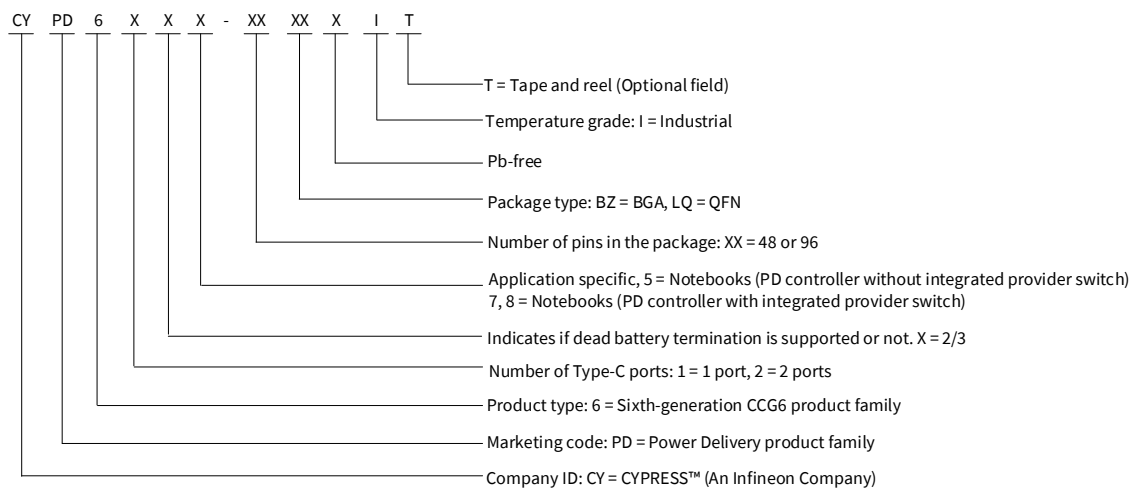 CY PD 6 X X X - XX XX X I T
T = Tape and reel (Optional field)
Temperature grade: I = Industrial
Pb-free
Package type: BZ = BGA, LQ = QFN
Number of pins in the package: XX = 48 or 96
Application specific, 5 = Notebooks (PD controller without integrated provider switch)
7, 8 = Notebooks (PD controller with integrated provider switch)
Indicates if dead battery termination is supported or not. X = 2/3
Number of Type-C ports: 1 = 1 port, 2 = 2 ports
Product type: 6 = Sixth-generation CCG6 product family
Marketing code: PD = Power Delivery product family
Company ID: CY = CYPRESS™ (An Infineon Company)